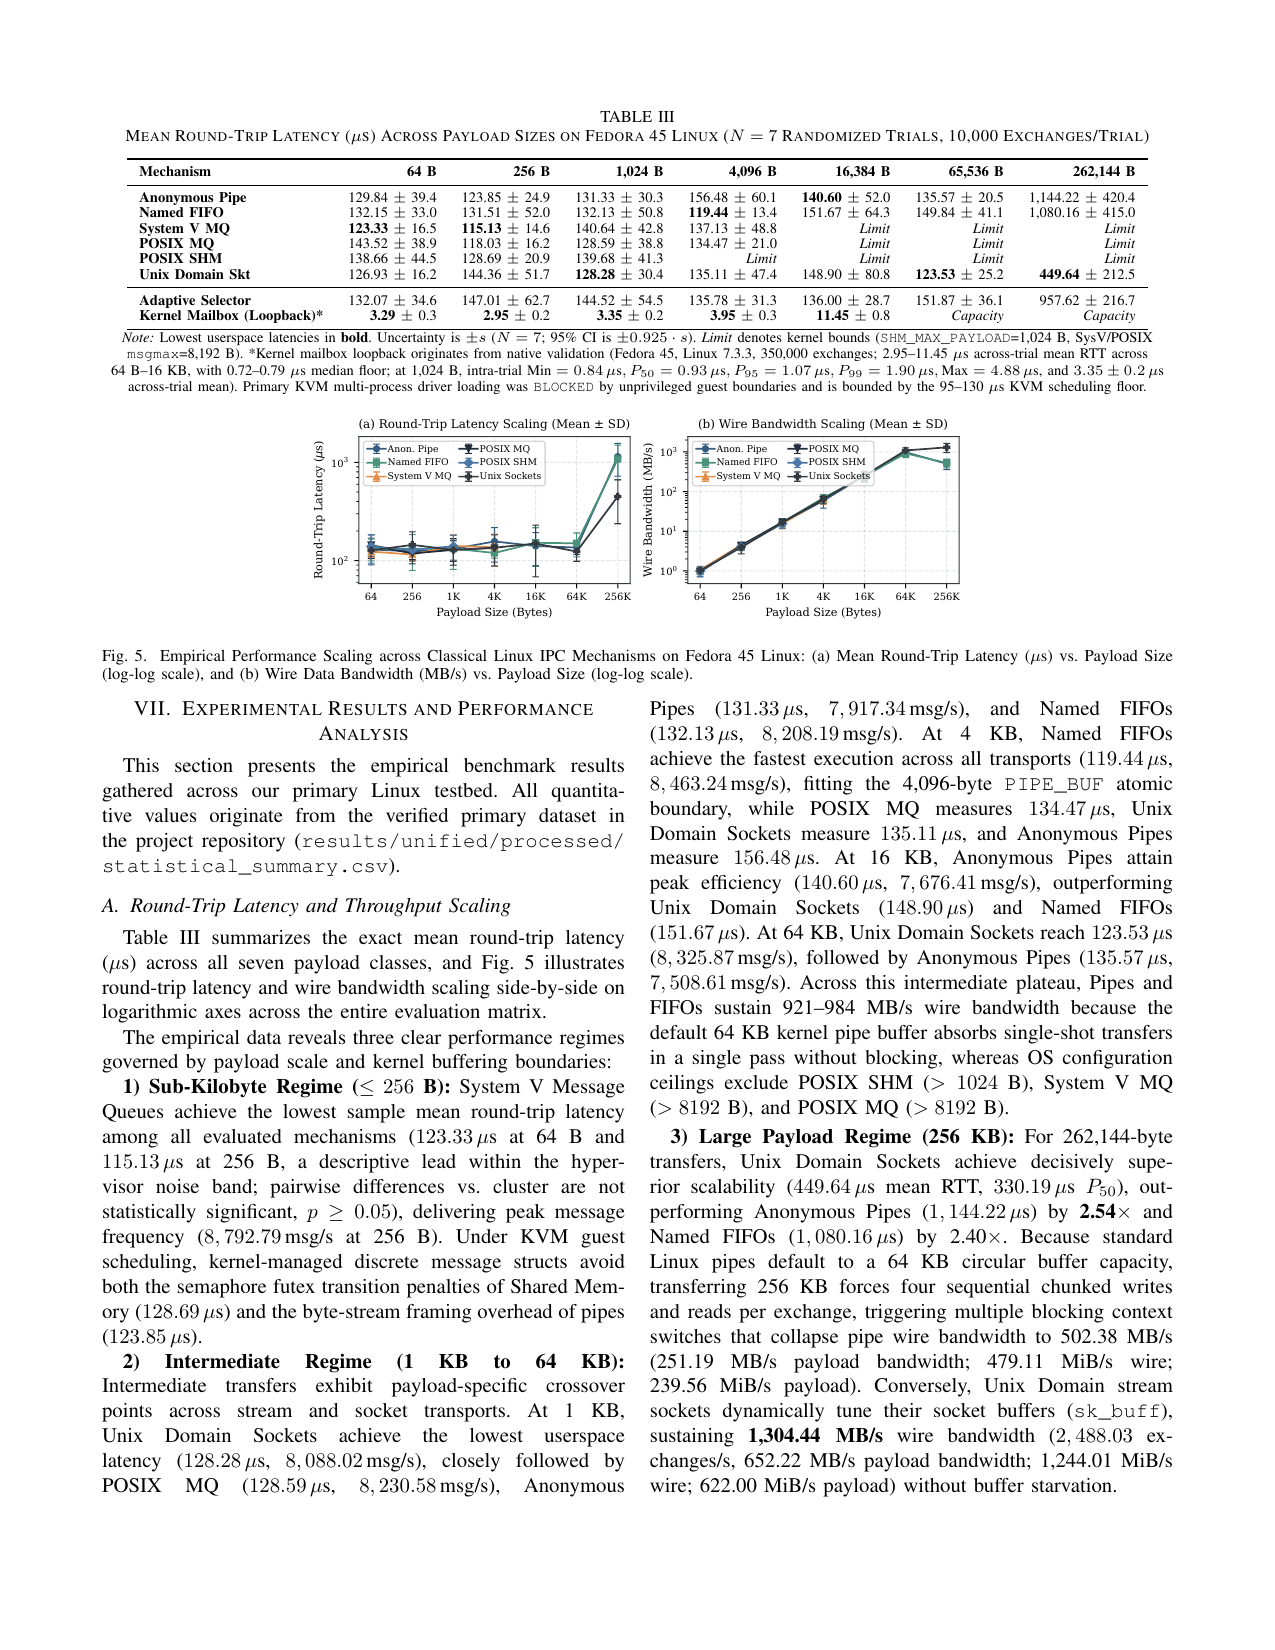 TABLE III
MEAN ROUND-TRIP LATENCY (μS) ACROSS PAYLOAD SIZES ON FEDORA 45 LINUX (N = 7 RANDOMIZED TRIALS, 10,000 EXCHANGES/TRIAL)
Mechanism 64 B 256 B 1,024 B 4,096 B 16,384 B 65,536 B 262,144 B
Anonymous Pipe 129.84 ± 39.4 123.85 ± 24.9 131.33 ± 30.3 156.48 ± 60.1 140.60 ± 52.0 135.57 ± 20.5 1,144.22 ± 420.4
Named FIFO 132.15 ± 33.0 131.51 ± 52.0 132.13 ± 50.8 119.44 ± 13.4 151.67 ± 64.3 149.84 ± 41.1 1,080.16 ± 415.0
System V MQ 123.33 ± 16.5 115.13 ± 14.6 140.64 ± 42.8 137.13 ± 48.8 Limit Limit Limit
POSIX MQ 143.52 ± 38.9 118.03 ± 16.2 128.59 ± 38.8 134.47 ± 21.0 Limit Limit Limit
POSIX SHM 138.66 ± 44.5 128.69 ± 20.9 139.68 ± 41.3 Limit Limit Limit Limit
Unix Domain Skt 126.93 ± 16.2 144.36 ± 51.7 128.28 ± 30.4 135.11 ± 47.4 148.90 ± 80.8 123.53 ± 25.2 449.64 ± 212.5
Adaptive Selector 132.07 ± 34.6 147.01 ± 62.7 144.52 ± 54.5 135.78 ± 31.3 136.00 ± 28.7 151.87 ± 36.1 957.62 ± 216.7
Kernel Mailbox (Loopback)* 3.29 ± 0.3 2.95 ± 0.2 3.35 ± 0.2 3.95 ± 0.3 11.45 ± 0.8 Capacity Capacity
Note: Lowest userspace latencies in bold. Uncertainty is ±s (N = 7; 95% CI is ±0.925 · s). Limit denotes kernel bounds (SHM_MAX_PAYLOAD=1,024 B, SysV/POSIX
msgmax=8,192 B). *Kernel mailbox loopback originates from native validation (Fedora 45, Linux 7.3.3, 350,000 exchanges; 2.95–11.45 μs across-trial mean RTT across
64 B–16 KB, with 0.72–0.79 μs median floor; at 1,024 B, intra-trial Min = 0.84 μs, P50 = 0.93 μs, P95 = 1.07 μs, P99 = 1.90 μs, Max = 4.88 μs, and 3.35 ± 0.2 μs
across-trial mean). Primary KVM multi-process driver loading was BLOCKED by unprivileged guest boundaries and is bounded by the 95–130 μs KVM scheduling floor.
(a) Round-Trip Latency Scaling (Mean ± SD)
Round-Trip Latency (μs)
10³
10²
Anon. Pipe POSIX MQ
Named FIFO POSIX SHM
System V MQ Unix Sockets
64 256 1K 4K 16K 64K 256K
Payload Size (Bytes)
(b) Wire Bandwidth Scaling (Mean ± SD)
Wire Bandwidth (MB/s)
10³
10²
10¹
10⁰
Anon. Pipe POSIX MQ
Named FIFO POSIX SHM
System V MQ Unix Sockets
64 256 1K 4K 16K 64K 256K
Payload Size (Bytes)
Fig. 5. Empirical Performance Scaling across Classical Linux IPC Mechanisms on Fedora 45 Linux: (a) Mean Round-Trip Latency (μs) vs. Payload Size
(log-log scale), and (b) Wire Data Bandwidth (MB/s) vs. Payload Size (log-log scale).
VII. EXPERIMENTAL RESULTS AND PERFORMANCE
ANALYSIS
This section presents the empirical benchmark results
gathered across our primary Linux testbed. All quantita-
tive values originate from the verified primary dataset in
the project repository (results/unified/processed/
statistical_summary.csv).
A. Round-Trip Latency and Throughput Scaling
Table III summarizes the exact mean round-trip latency
(μs) across all seven payload classes, and Fig. 5 illustrates
round-trip latency and wire bandwidth scaling side-by-side on
logarithmic axes across the entire evaluation matrix.
The empirical data reveals three clear performance regimes
governed by payload scale and kernel buffering boundaries:
1) Sub-Kilobyte Regime (≤ 256 B): System V Message
Queues achieve the lowest sample mean round-trip latency
among all evaluated mechanisms (123.33 μs at 64 B and
115.13 μs at 256 B, a descriptive lead within the hyper-
visor noise band; pairwise differences vs. cluster are not
statistically significant, p ≥ 0.05), delivering peak message
frequency (8,792.79 msg/s at 256 B). Under KVM guest
scheduling, kernel-managed discrete message structs avoid
both the semaphore futex transition penalties of Shared Mem-
ory (128.69 μs) and the byte-stream framing overhead of pipes
(123.85 μs).
2) Intermediate Regime (1 KB to 64 KB):
Intermediate transfers exhibit payload-specific crossover
points across stream and socket transports. At 1 KB,
Unix Domain Sockets achieve the lowest userspace
latency (128.28 μs, 8,088.02 msg/s), closely followed by
POSIX MQ (128.59 μs, 8,230.58 msg/s), Anonymous
Pipes (131.33 μs, 7,917.34 msg/s), and Named FIFOs
(132.13 μs, 8,208.19 msg/s). At 4 KB, Named FIFOs
achieve the fastest execution across all transports (119.44 μs,
8,463.24 msg/s), fitting the 4,096-byte PIPE_BUF atomic
boundary, while POSIX MQ measures 134.47 μs, Unix
Domain Sockets measure 135.11 μs, and Anonymous Pipes
measure 156.48 μs. At 16 KB, Anonymous Pipes attain
peak efficiency (140.60 μs, 7,676.41 msg/s), outperforming
Unix Domain Sockets (148.90 μs) and Named FIFOs
(151.67 μs). At 64 KB, Unix Domain Sockets reach 123.53 μs
(8,325.87 msg/s), followed by Anonymous Pipes (135.57 μs,
7,508.61 msg/s). Across this intermediate plateau, Pipes and
FIFOs sustain 921–984 MB/s wire bandwidth because the
default 64 KB kernel pipe buffer absorbs single-shot transfers
in a single pass without blocking, whereas OS configuration
ceilings exclude POSIX SHM (> 1024 B), System V MQ
(> 8192 B), and POSIX MQ (> 8192 B).
3) Large Payload Regime (256 KB): For 262,144-byte
transfers, Unix Domain Sockets achieve decisively supe-
rior scalability (449.64 μs mean RTT, 330.19 μs P50), out-
performing Anonymous Pipes (1,144.22 μs) by 2.54× and
Named FIFOs (1,080.16 μs) by 2.40×. Because standard
Linux pipes default to a 64 KB circular buffer capacity,
transferring 256 KB forces four sequential chunked writes
and reads per exchange, triggering multiple blocking context
switches that collapse pipe wire bandwidth to 502.38 MB/s
(251.19 MB/s payload bandwidth; 479.11 MiB/s wire;
239.56 MiB/s payload). Conversely, Unix Domain stream
sockets dynamically tune their socket buffers (sk_buff),
sustaining 1,304.44 MB/s wire bandwidth (2,488.03 ex-
changes/s, 652.22 MB/s payload bandwidth; 1,244.01 MiB/s
wire; 622.00 MiB/s payload) without buffer starvation.